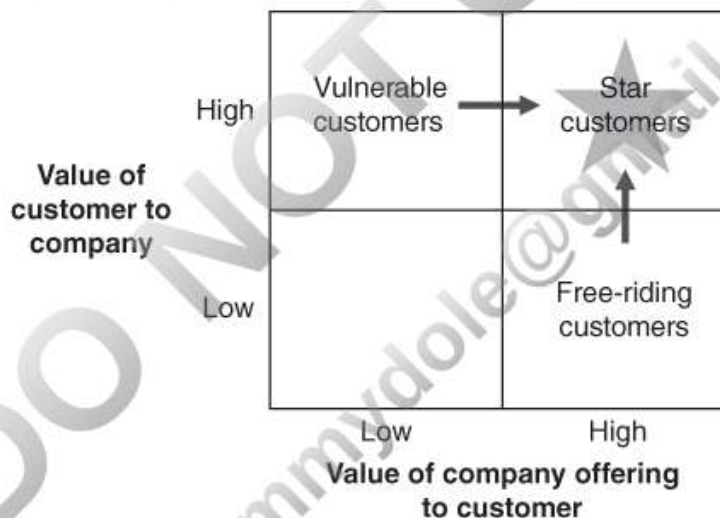 DO NOT
mmydole@gmail
Vulnerable
customers
Star
customers
High
Value of
customer to
company
Low
Free-riding
customers
Low
High
Value of company offering
to customer